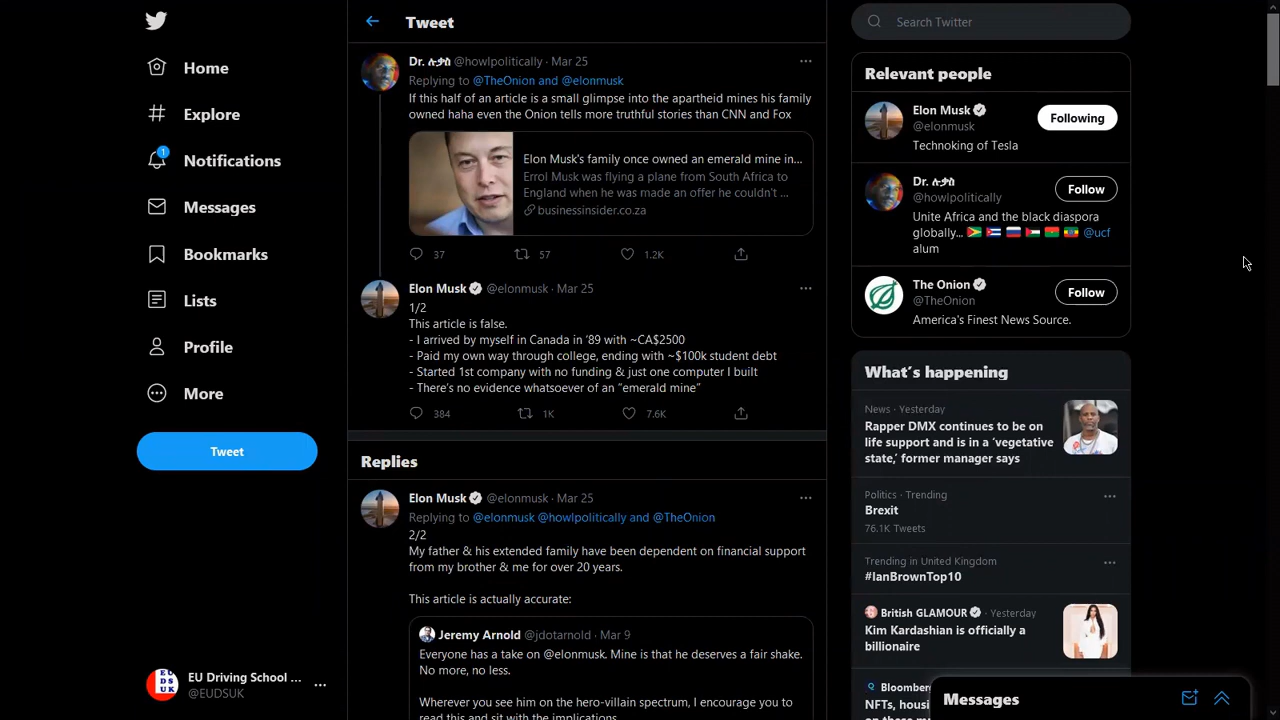 Home
Explore
1
Notifications
Messages
Bookmarks
Lists
Profile
More
Tweet
EU Driving School ...
@EUDSUK
Tweet
Dr. ሉቃስ @howlpolitically · Mar 25
Replying to @TheOnion and @elonmusk
If this half of an article is a small glimpse into the apartheid mines his family
owned haha even the Onion tells more truthful stories than CNN and Fox
Elon Musk's family once owned an emerald mine in...
Errol Musk was flying a plane from South Africa to
England when he was made an offer he couldn't ...
businessinsider.co.za
37 57 1.2K
Elon Musk @elonmusk · Mar 25
1/2
This article is false.
- I arrived by myself in Canada in ’89 with ~CA$2500
- Paid my own way through college, ending with ~$100k student debt
- Started 1st company with no funding & just one computer I built
- There’s no evidence whatsoever of an “emerald mine”
384 1K 7.6K
Replies
Elon Musk @elonmusk · Mar 25
Replying to @elonmusk @howlpolitically and @TheOnion
2/2
My father & his extended family have been dependent on financial support
from my brother & me for over 20 years.
This article is actually accurate:
Jeremy Arnold @jdotarnold · Mar 9
Everyone has a take on @elonmusk. Mine is that he deserves a fair shake.
No more, no less.
Wherever you see him on the hero-villain spectrum, I encourage you to
read this and sit with the implications
Search Twitter
Relevant people
Elon Musk
@elonmusk
Following
Technoking of Tesla
Dr. ሉቃስ
@howlpolitically
Follow
Unite Africa and the black diaspora
globally... @ucf
alum
The Onion
@TheOnion
Follow
America's Finest News Source.
What’s happening
News · Yesterday
Rapper DMX continues to be on
life support and is in a ‘vegetative
state,’ former manager says
Politics · Trending
Brexit
76.1K Tweets
Trending in United Kingdom
#IanBrownTop10
British GLAMOUR · Yesterday
Kim Kardashian is officially a
billionaire
Bloomberg
NFTs, housi
Messages